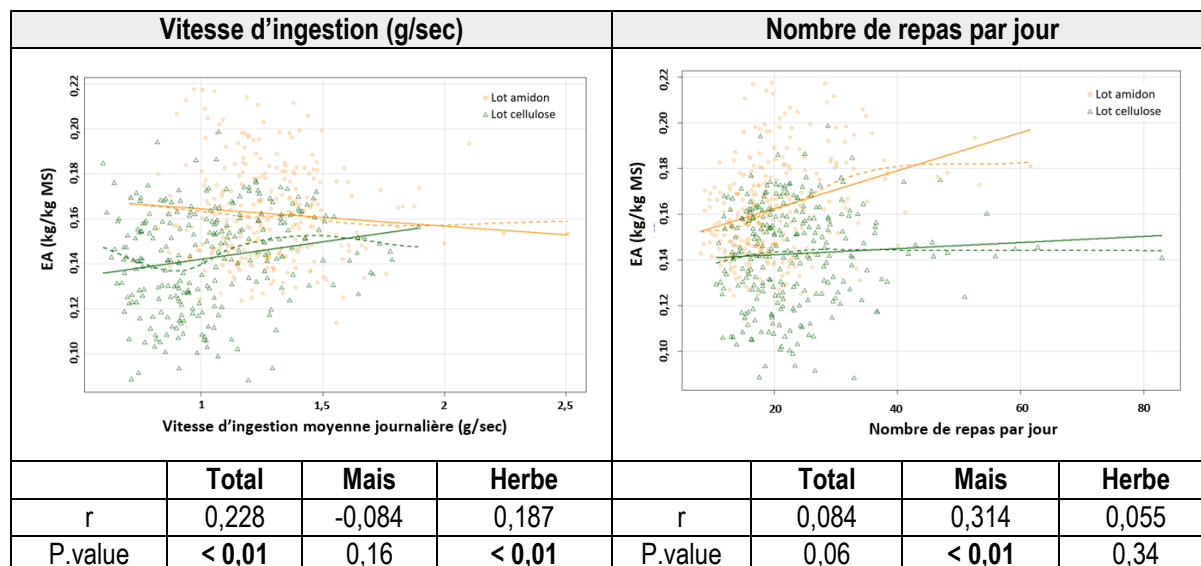 Vitesse d'ingestion (g/sec)
Nombre de repas par jour
Lot amidon
Lot cellulose
EA (kg/kg MS)
0,22
0,20
0,18
0,16
0,14
0,12
0,10
1
1,5
2
2,5
Vitesse d'ingestion moyenne journalière (g/sec)
Lot amidon
Lot cellulose
EA (kg/kg MS)
0,22
0,20
0,18
0,16
0,14
0,12
0,10
20
40
60
80
Nombre de repas par jour
Total Mais Herbe
r 0,228 -0,084 0,187
P.value < 0,01 0,16 < 0,01
Total Mais Herbe
r 0,084 0,314 0,055
P.value 0,06 < 0,01 0,34